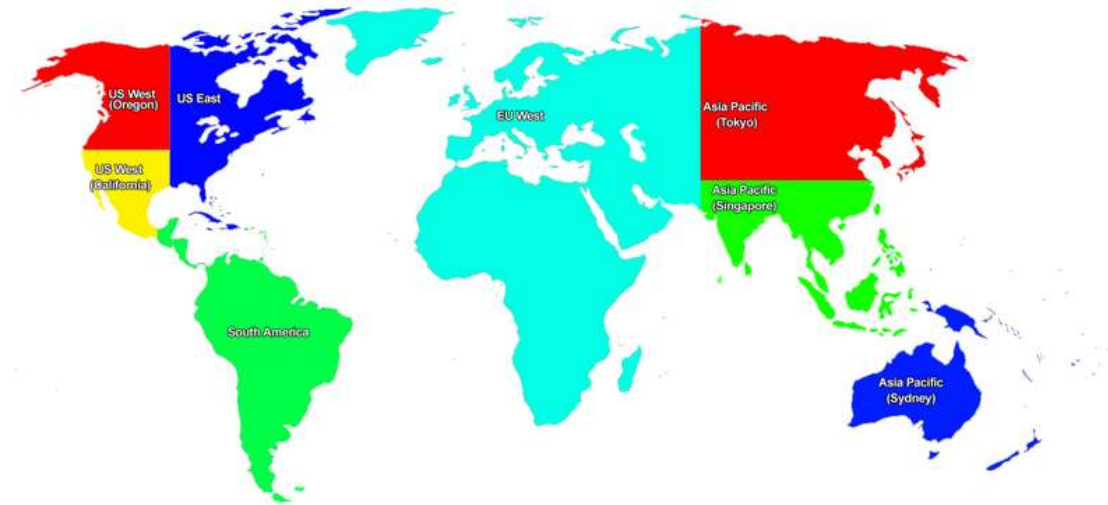 US West
(Oregon)
US East
US West
(California)
South America
EU West
Asia Pacific
(Tokyo)
Asia Pacific
(Singapore)
Asia Pacific
(Sydney)